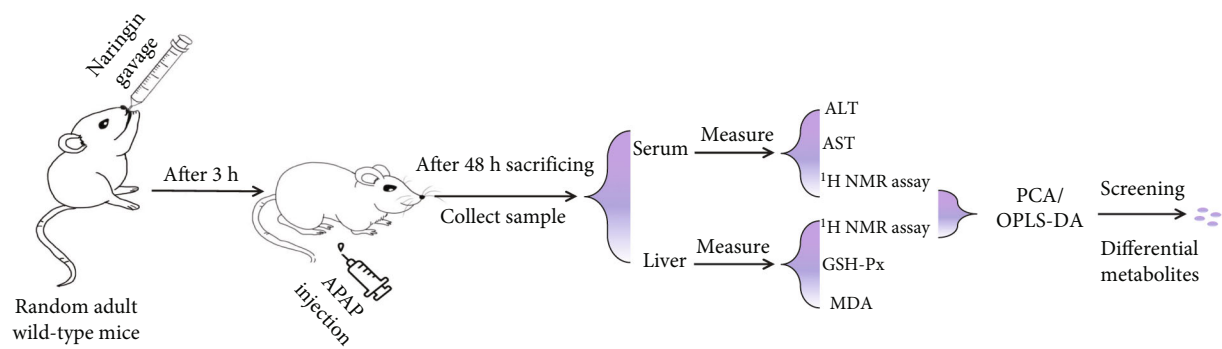 Naringin
gavage
Random adult
wild-type mice
After 3 h
APAP
injection
After 48 h sacrificing
Collect sample
Serum
Liver
Measure
Measure
ALT
AST
¹H NMR assay
¹H NMR assay
GSH-Px
MDA
PCA/
OPLS-DA
Screening
Differential
metabolites